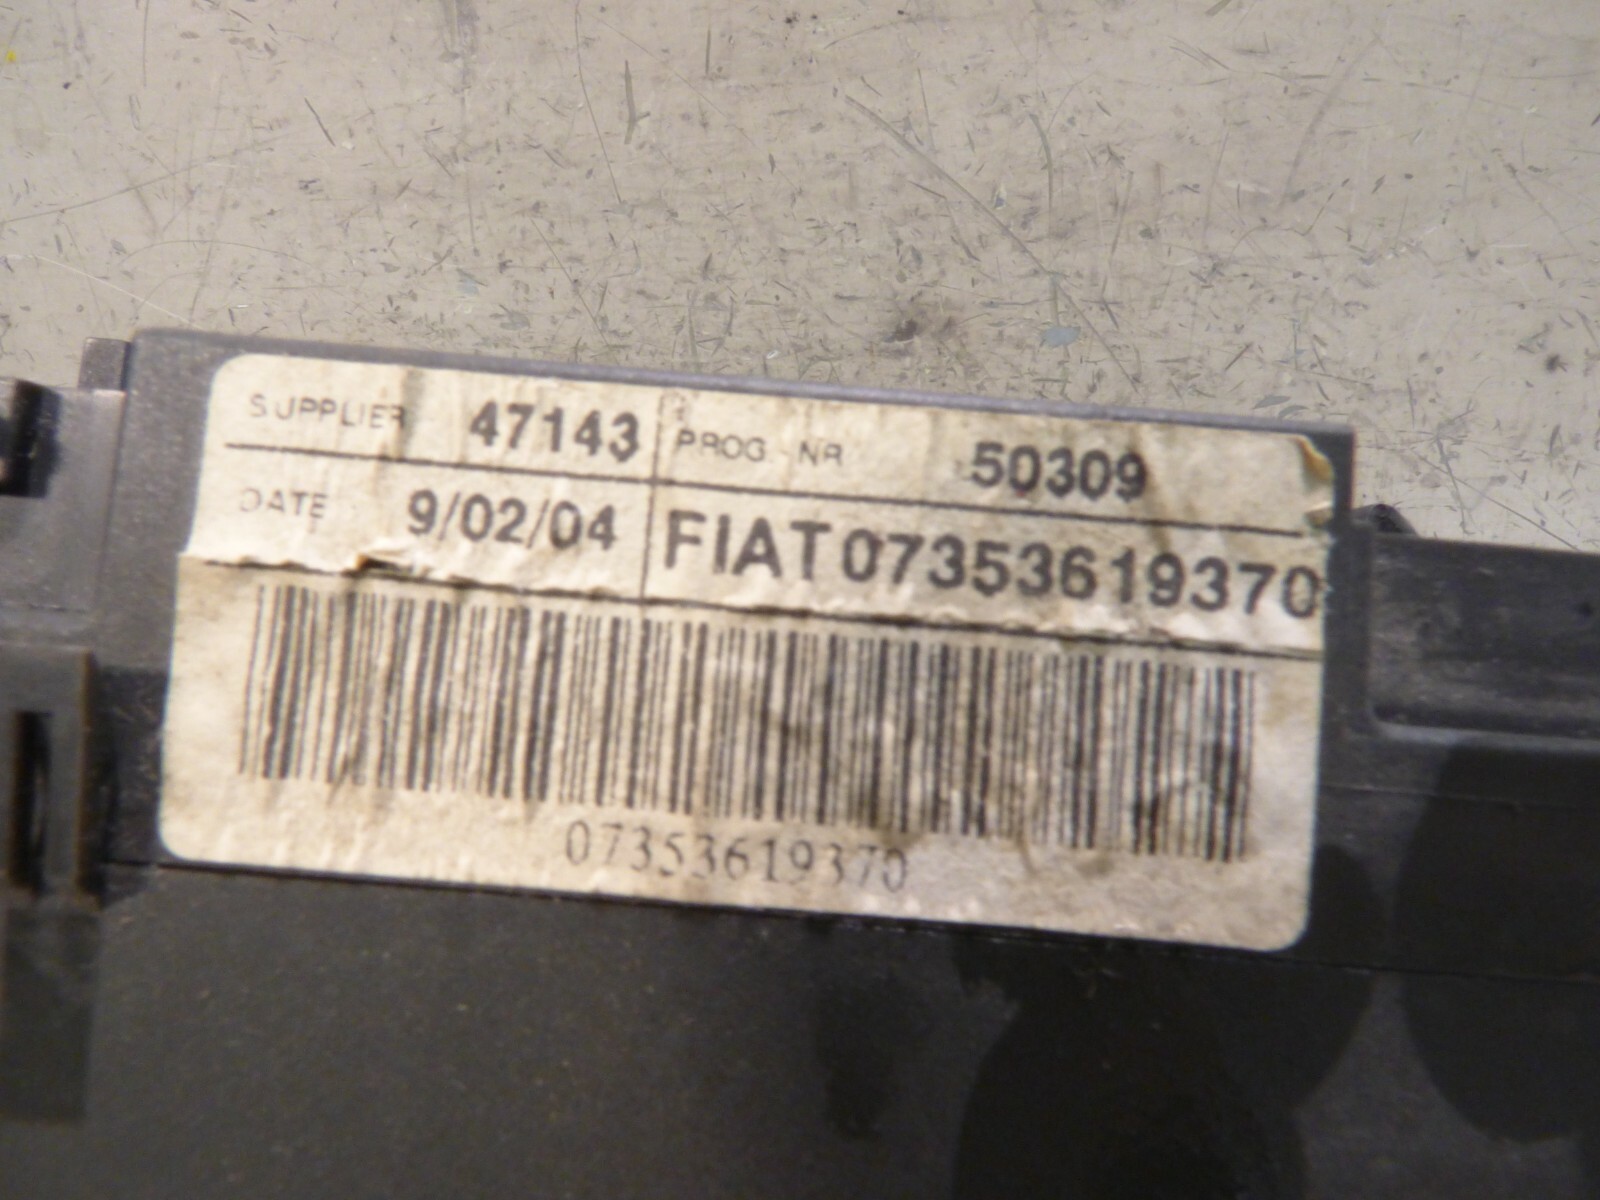 SUPPLIER 47143 PROG. NR 50309
DATE 9/02/04 FIAT 07353619370
07353619370